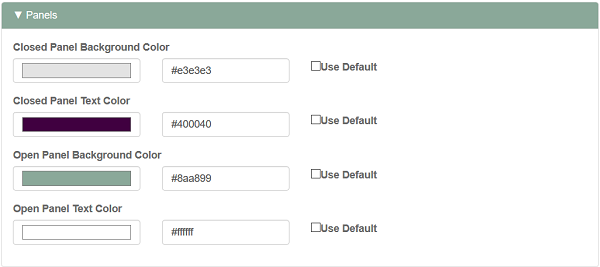 ▼ Panels
Closed Panel Background Color
#e3e3e3 Use Default
Closed Panel Text Color
#400040 Use Default
Open Panel Background Color
#8aa899 Use Default
Open Panel Text Color
#ffffff Use Default